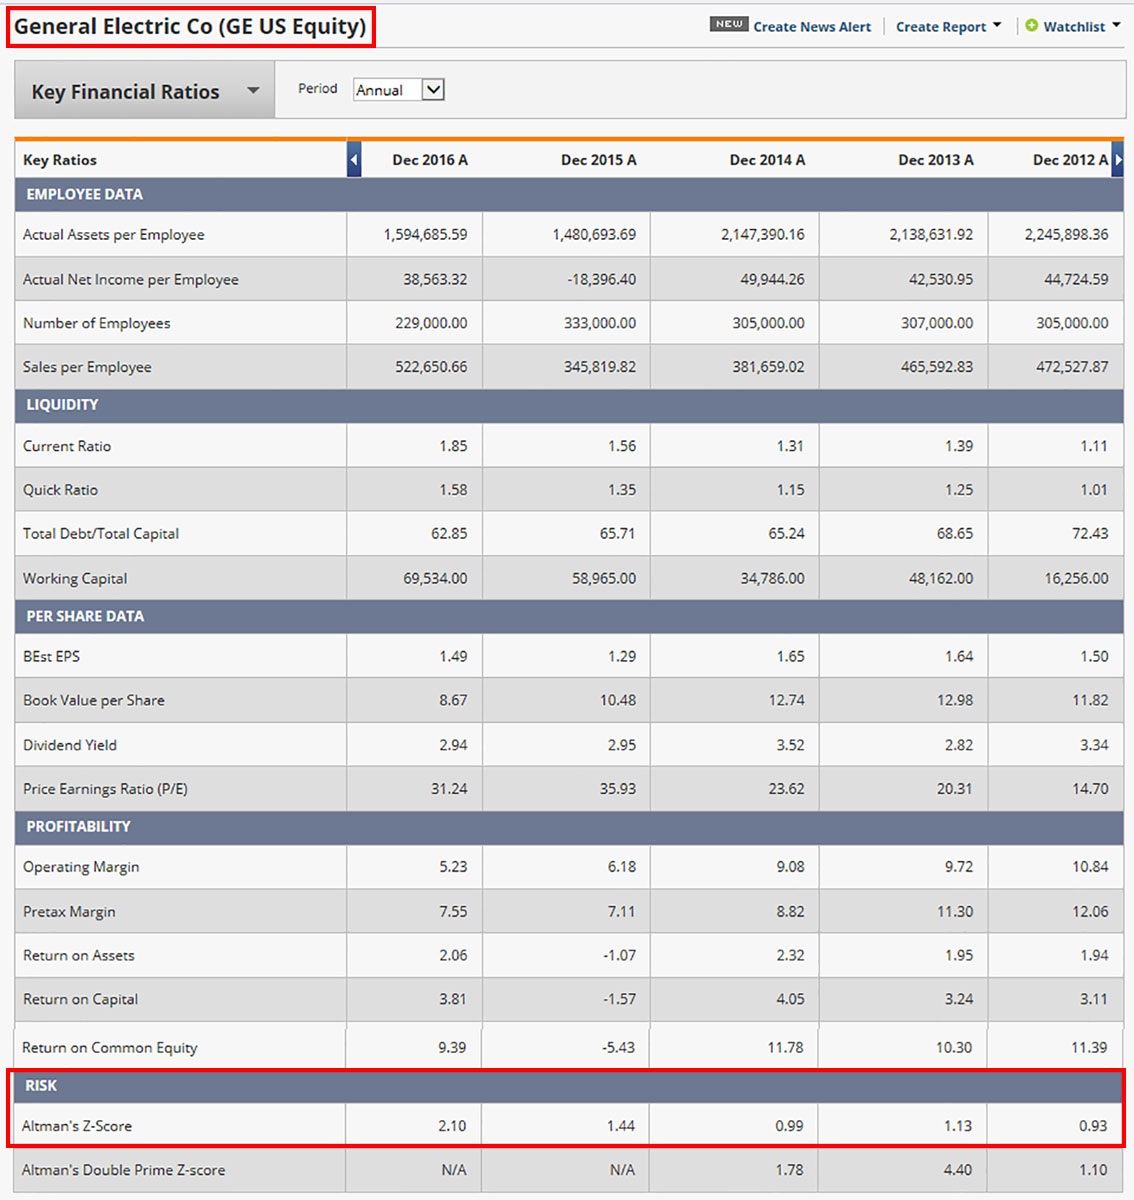 General Electric Co (GE US Equity)
NEW Create News Alert Create Report Watchlist
Key Financial Ratios Period Annual
Key Ratios Dec 2016 A Dec 2015 A Dec 2014 A Dec 2013 A Dec 2012 A
EMPLOYEE DATA
Actual Assets per Employee 1,594,685.59 1,480,693.69 2,147,390.16 2,138,631.92 2,245,898.36
Actual Net Income per Employee 38,563.32 -18,396.40 49,944.26 42,530.95 44,724.59
Number of Employees 229,000.00 333,000.00 305,000.00 307,000.00 305,000.00
Sales per Employee 522,650.66 345,819.82 381,659.02 465,592.83 472,527.87
LIQUIDITY
Current Ratio 1.85 1.56 1.31 1.39 1.11
Quick Ratio 1.58 1.35 1.15 1.25 1.01
Total Debt/Total Capital 62.85 65.71 65.24 68.65 72.43
Working Capital 69,534.00 58,965.00 34,786.00 48,162.00 16,256.00
PER SHARE DATA
BEst EPS 1.49 1.29 1.65 1.64 1.50
Book Value per Share 8.67 10.48 12.74 12.98 11.82
Dividend Yield 2.94 2.95 3.52 2.82 3.34
Price Earnings Ratio (P/E) 31.24 35.93 23.62 20.31 14.70
PROFITABILITY
Operating Margin 5.23 6.18 9.08 9.72 10.84
Pretax Margin 7.55 7.11 8.82 11.30 12.06
Return on Assets 2.06 -1.07 2.32 1.95 1.94
Return on Capital 3.81 -1.57 4.05 3.24 3.11
Return on Common Equity 9.39 -5.43 11.78 10.30 11.39
RISK
Altman's Z-Score 2.10 1.44 0.99 1.13 0.93
Altman's Double Prime Z-score N/A N/A 1.78 4.40 1.10